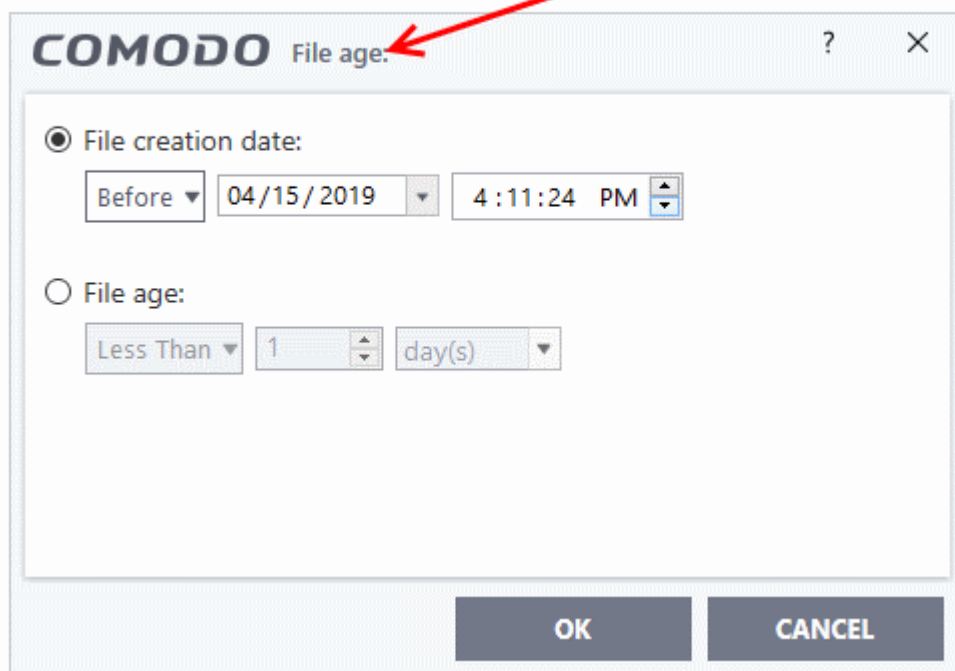 COMODO File age: ?
File creation date:
Before 04/15/2019 4:11:24 PM
File age:
Less Than 1 day(s)
OK CANCEL